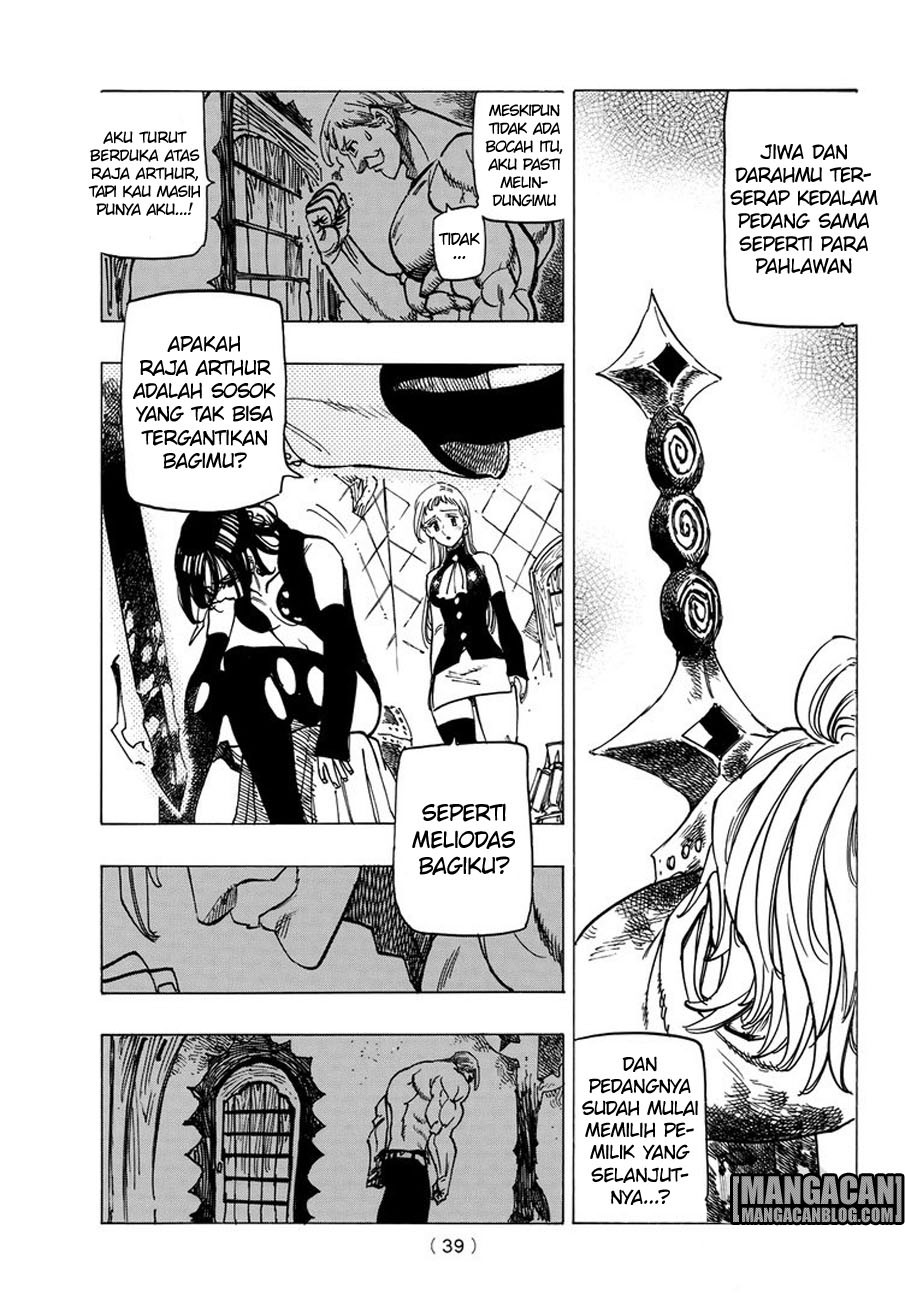 JIWA DAN
DARAHMU TER-
SERAP KEDALAM
PEDANG SAMA
SEPERTI PARA
PAHLAWAN
DAN
PEDANGNYA
SUDAH MULAI
MEMILIH PE-
MILIK YANG
SELANJUT-
NYA...?
MESKIPUN
TIDAK ADA
BOCAH ITU,
AKU PASTI
MELIN-
DUNGIMU
TIDAK
...
AKU TURUT
BERDUKA ATAS
RAJA ARTHUR,
TAPI KAU MASIH
PUNYA AKU...!
APAKAH
RAJA ARTHUR
ADALAH SOSOK
YANG TAK BISA
TERGANTIKAN
BAGIMU?
SEPERTI
MELIODAS
BAGIKU?
MANGACAN
MANGACANBLOG.COM
( 39 )